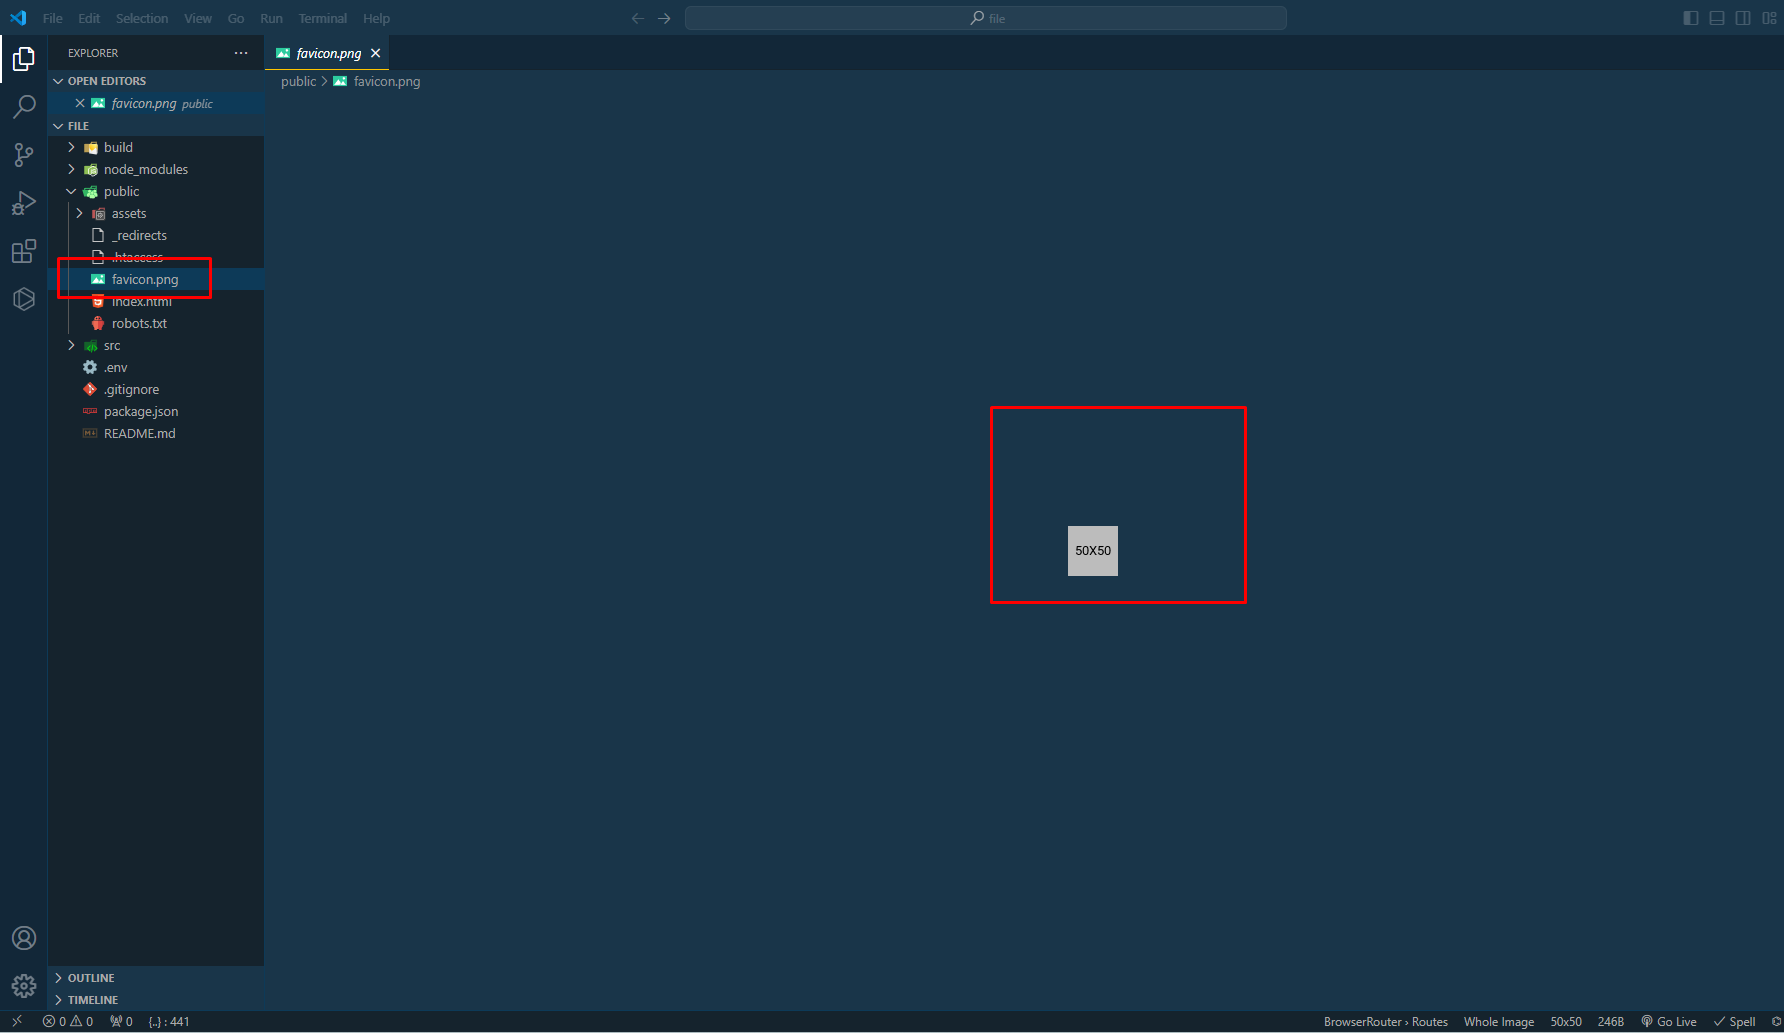 File Edit Selection View Go Run Terminal Help
file
EXPLORER
favicon.png
OPEN EDITORS
public favicon.png
favicon.png public
FILE
build
node_modules
public
assets
_redirects
.htaccess
favicon.png
index.html
robots.txt
src
.env
.gitignore
package.json
README.md
50X50
OUTLINE
TIMELINE
0 0 0 {..} : 441
BrowserRouter › Routes Whole Image 50x50 246B Go Live Spell